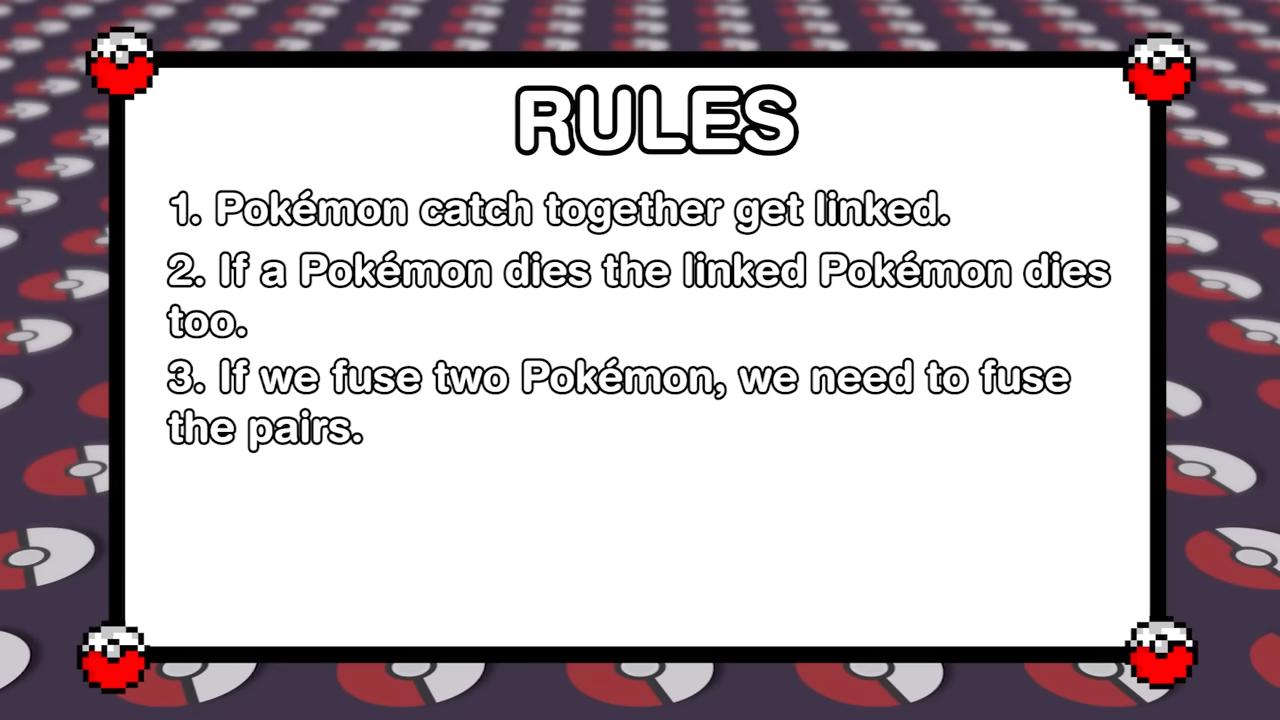 RULES
1. Pokémon catch together get linked.
2. If a Pokémon dies the linked Pokémon dies
too.
3. If we fuse two Pokémon, we need to fuse
the pairs.